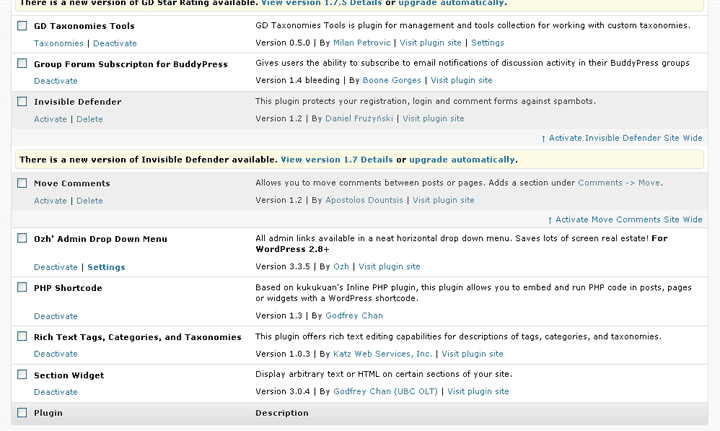 There is a new version of GD Star Rating available. View version 1.7.5 Details or upgrade automatically.
GD Taxonomies Tools GD Taxonomies Tools is plugin for management and tools collection for working with custom taxonomies.
Taxonomies | Deactivate Version 0.5.0 | By Milan Petrovic | Visit plugin site | Settings
Group Forum Subscripton for BuddyPress Gives users the ability to subscribe to email notifications of discussion activity in their BuddyPress groups
Deactivate Version 1.4 bleeding | By Boone Gorges | Visit plugin site
Invisible Defender This plugin protects your registration, login and comment forms against spambots.
Activate | Delete Version 1.2 | By Daniel Frużyński | Visit plugin site
↑ Activate Invisible Defender Site Wide
There is a new version of Invisible Defender available. View version 1.7 Details or upgrade automatically.
Move Comments Allows you to move comments between posts or pages. Adds a section under Comments -> Move.
Activate | Delete Version 1.2 | By Apostolos Dountsis | Visit plugin site
↑ Activate Move Comments Site Wide
Ozh' Admin Drop Down Menu All admin links available in a neat horizontal drop down menu. Saves lots of screen real estate! For
WordPress 2.8+
Deactivate | Settings Version 3.3.5 | By Ozh | Visit plugin site
PHP Shortcode Based on kukukuan's Inline PHP plugin, this plugin allows you to embed and run PHP code in posts, pages
or widgets with a WordPress shortcode.
Deactivate Version 1.3 | By Godfrey Chan
Rich Text Tags, Categories, and Taxonomies This plugin offers rich text editing capabilities for descriptions of tags, categories, and taxonomies.
Deactivate Version 1.0.3 | By Katz Web Services, Inc. | Visit plugin site
Section Widget Display arbitrary text or HTML on certain sections of your site.
Deactivate Version 3.0.4 | By Godfrey Chan (UBC OLT) | Visit plugin site
Plugin Description